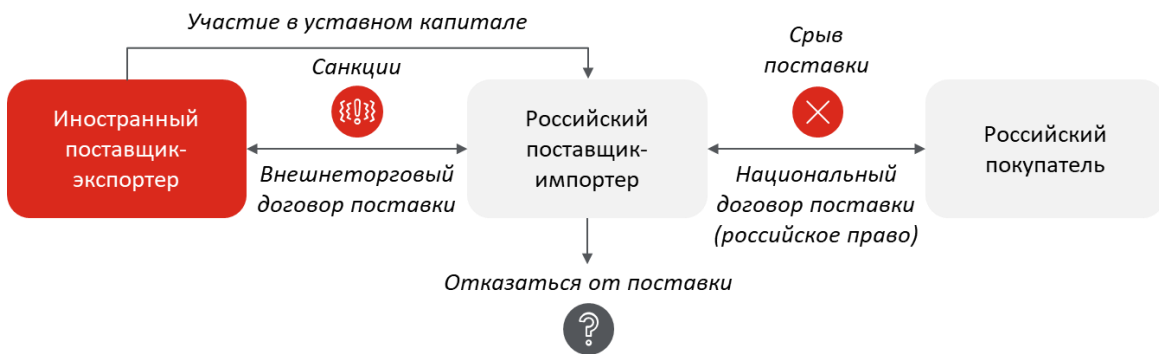 Участие в уставном капитале
Санкции
Срыв
поставки
Иностранный
поставщик-
экспортер
Российский
поставщик-
импортер
Российский
покупатель
Внешнеторговый
договор поставки
Национальный
договор поставки
(российское право)
Отказаться от поставки